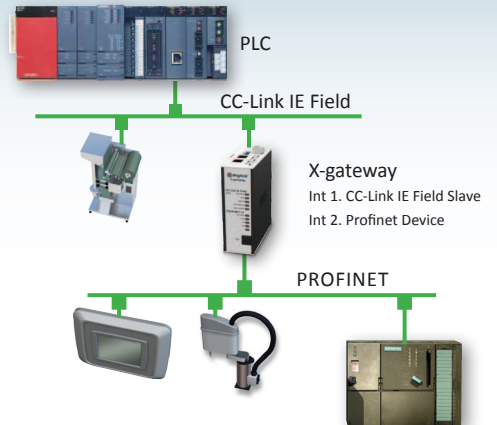 PLC
CC-Link IE Field
X-gateway
Int 1. CC-Link IE Field Slave
Int 2. Profinet Device
PROFINET